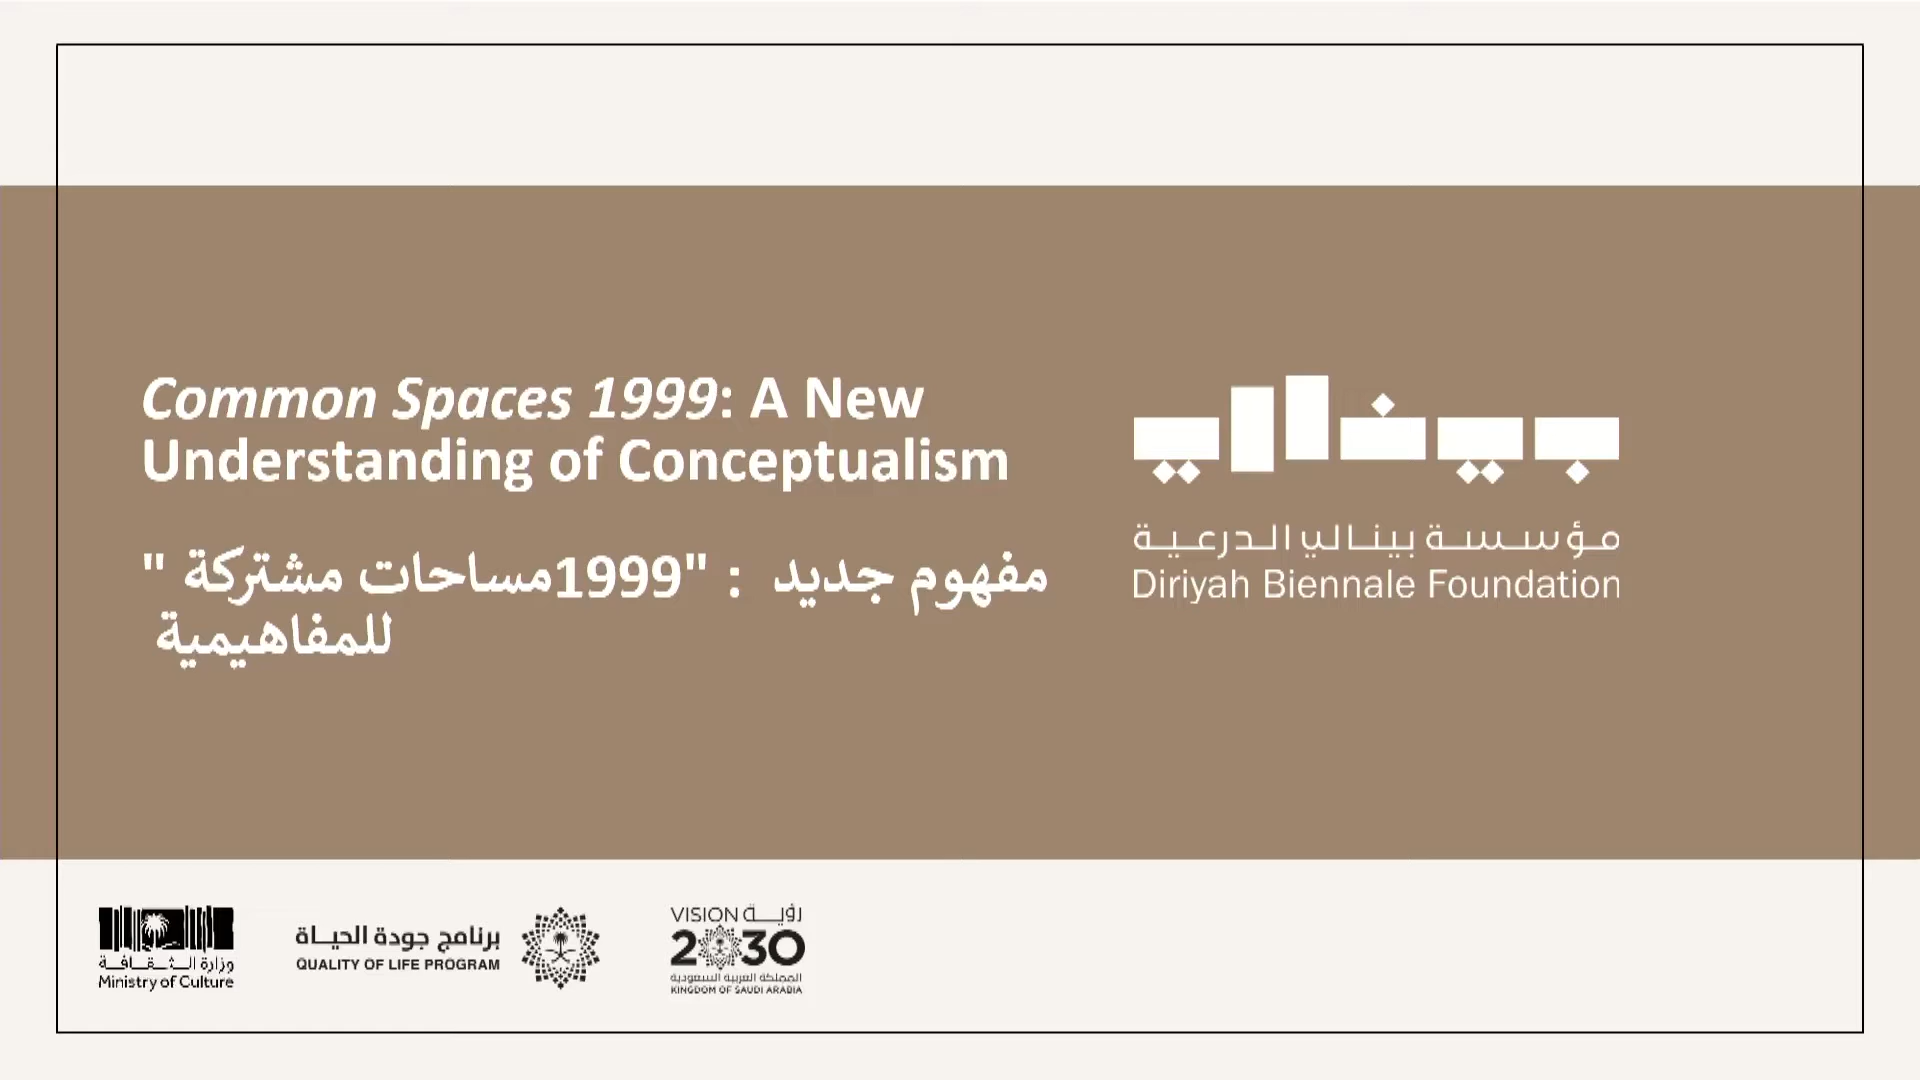 Common Spaces 1999: A New
Understanding of Conceptualism
" مفهوم جديد : "1999مساحات مشتركة
للمفاهيمية
بينالي
مؤسسة بينالي الدرعية
Diriyah Biennale Foundation
وزارة الثقافة
Ministry of Culture
برنامج جودة الحياة
QUALITY OF LIFE PROGRAM
VISION رؤية
2030
المملكة العربية السعودية
KINGDOM OF SAUDI ARABIA